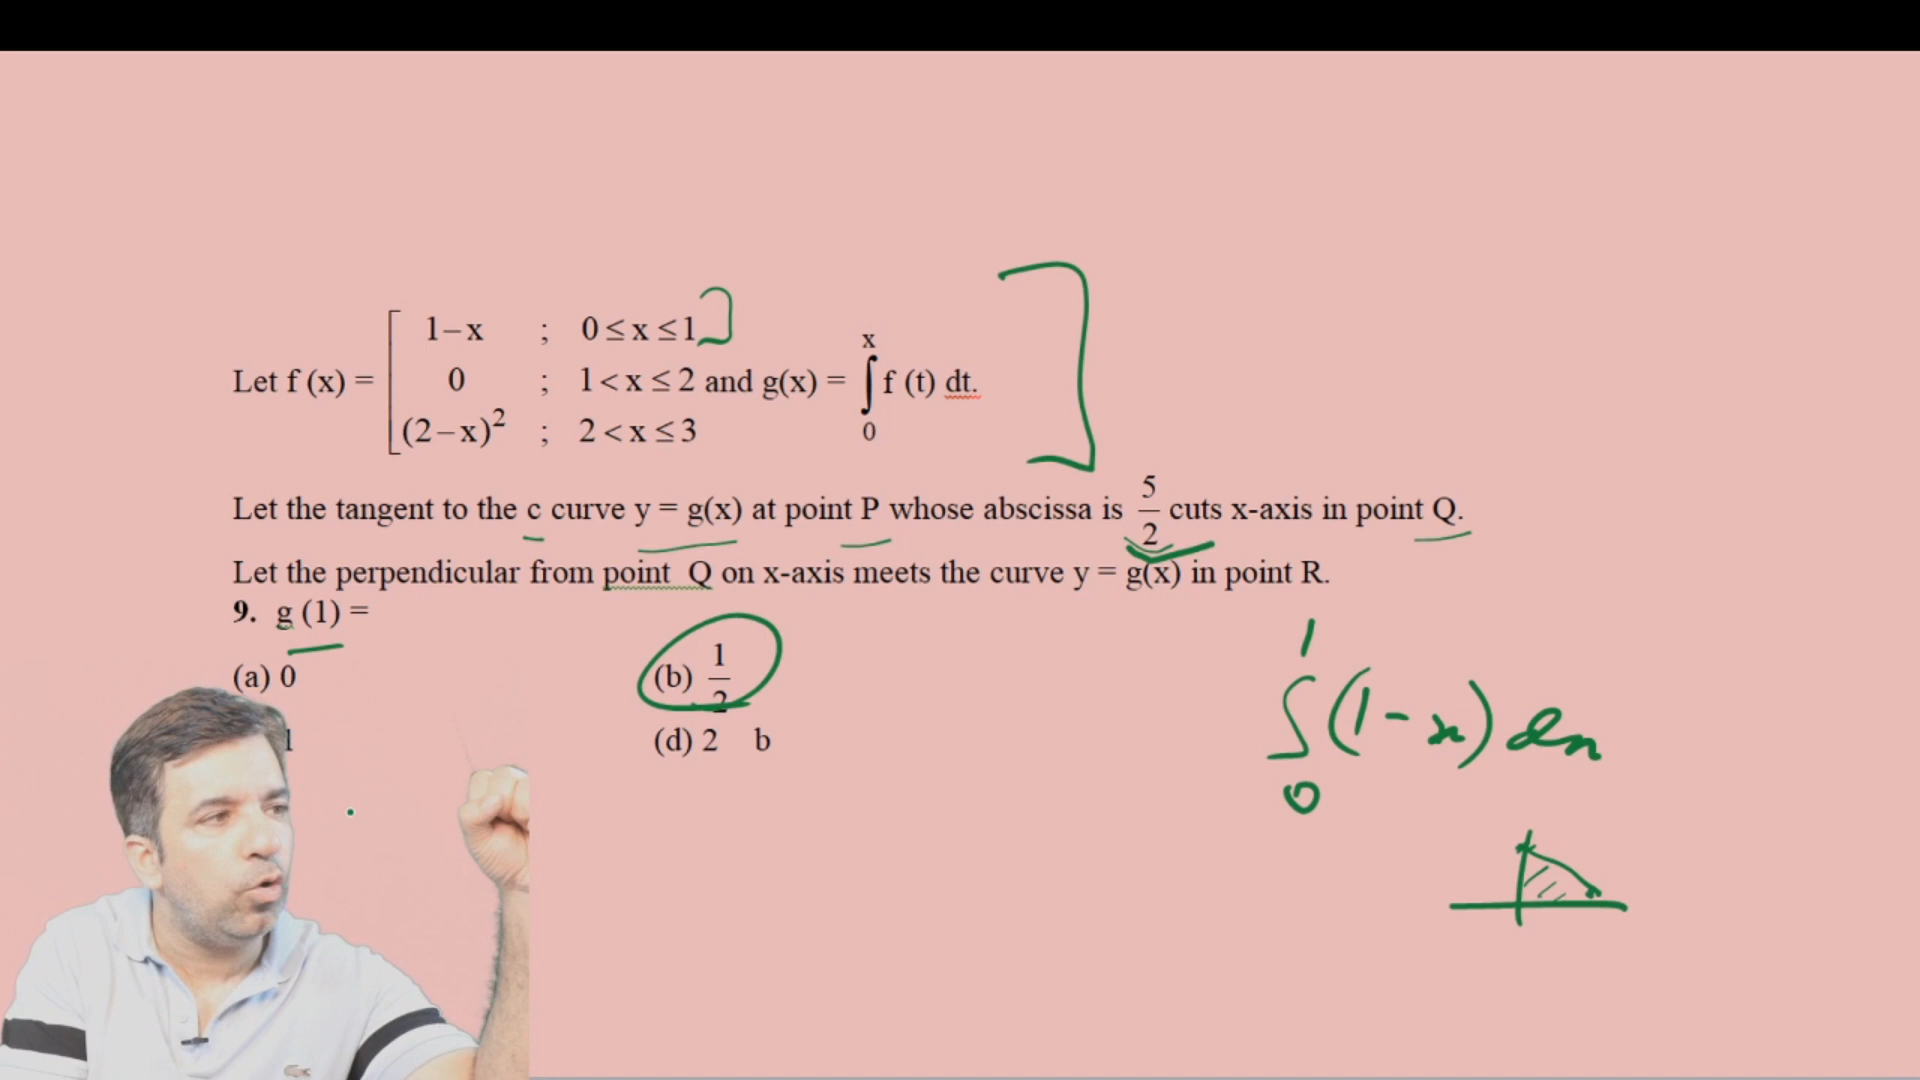 Let f (x) = [ 1−x ; 0 ≤ x ≤ 1
0 ; 1 < x ≤ 2 and g(x) = ∫₀ˣ f (t) dt.
(2−x)² ; 2 < x ≤ 3
Let the tangent to the c curve y = g(x) at point P whose abscissa is 5/2 cuts x-axis in point Q.
Let the perpendicular from point Q on x-axis meets the curve y = g(x) in point R.
9. g (1) =
(a) 0 (b) 1/2
1 (d) 2 b
∫₀¹ (1-x) dx